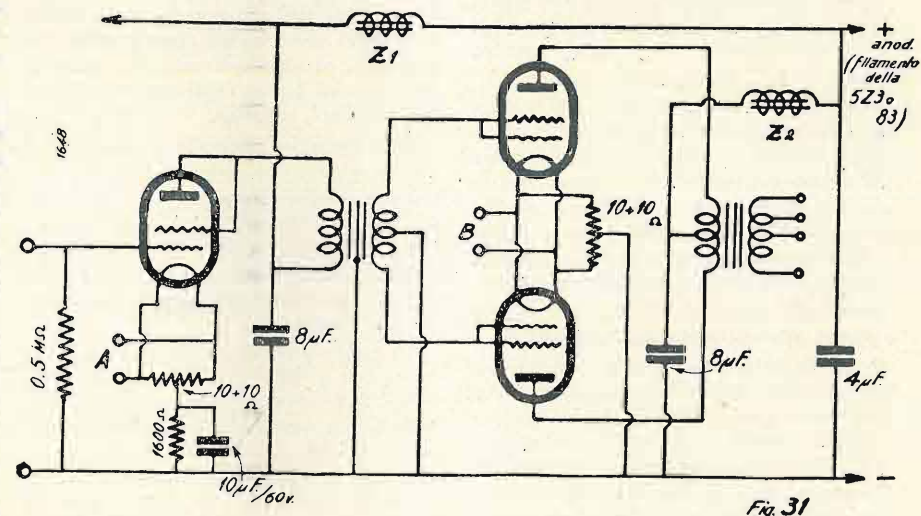 Z1
+
anod.
(filamento
della
5Z3 o
83)
Z2
1648
10+10
Ω
B
0.5 MΩ
A
8μF.
8μF.
4μF.
10+10
Ω
1600Ω
10μF/60v.
−
Fig. 31